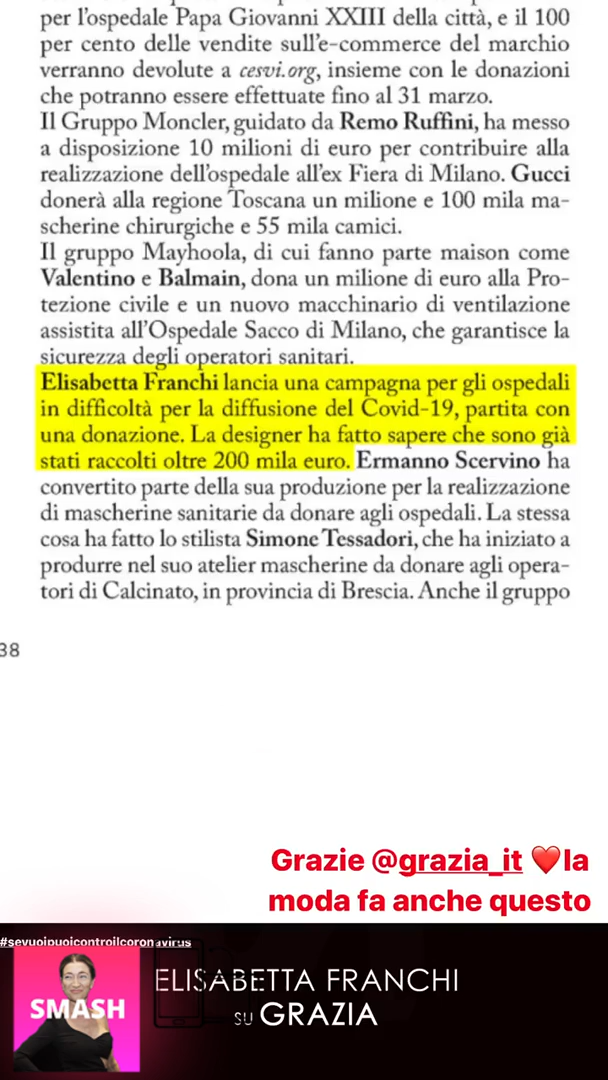 per l'ospedale Papa Giovanni XXIII della città, e il 100
per cento delle vendite sull'e-commerce del marchio
verranno devolute a cesvi.org, insieme con le donazioni
che potranno essere effettuate fino al 31 marzo.
Il Gruppo Moncler, guidato da Remo Ruffini, ha messo
a disposizione 10 milioni di euro per contribuire alla
realizzazione dell'ospedale all'ex Fiera di Milano. Gucci
donerà alla regione Toscana un milione e 100 mila ma-
scherine chirurgiche e 55 mila camici.
Il gruppo Mayhoola, di cui fanno parte maison come
Valentino e Balmain, dona un milione di euro alla Pro-
tezione civile e un nuovo macchinario di ventilazione
assistita all'Ospedale Sacco di Milano, che garantisce la
sicurezza degli operatori sanitari.
Elisabetta Franchi lancia una campagna per gli ospedali
in difficoltà per la diffusione del Covid-19, partita con
una donazione. La designer ha fatto sapere che sono già
stati raccolti oltre 200 mila euro. Ermanno Scervino ha
convertito parte della sua produzione per la realizzazione
di mascherine sanitarie da donare agli ospedali. La stessa
cosa ha fatto lo stilista Simone Tessadori, che ha iniziato a
produrre nel suo atelier mascherine da donare agli opera-
tori di Calcinato, in provincia di Brescia. Anche il gruppo
38
Grazie @grazia_it ❤️la
moda fa anche questo
#sevuoipuoicontroilcoronavirus
SMASH
ELISABETTA FRANCHI
SU GRAZIA